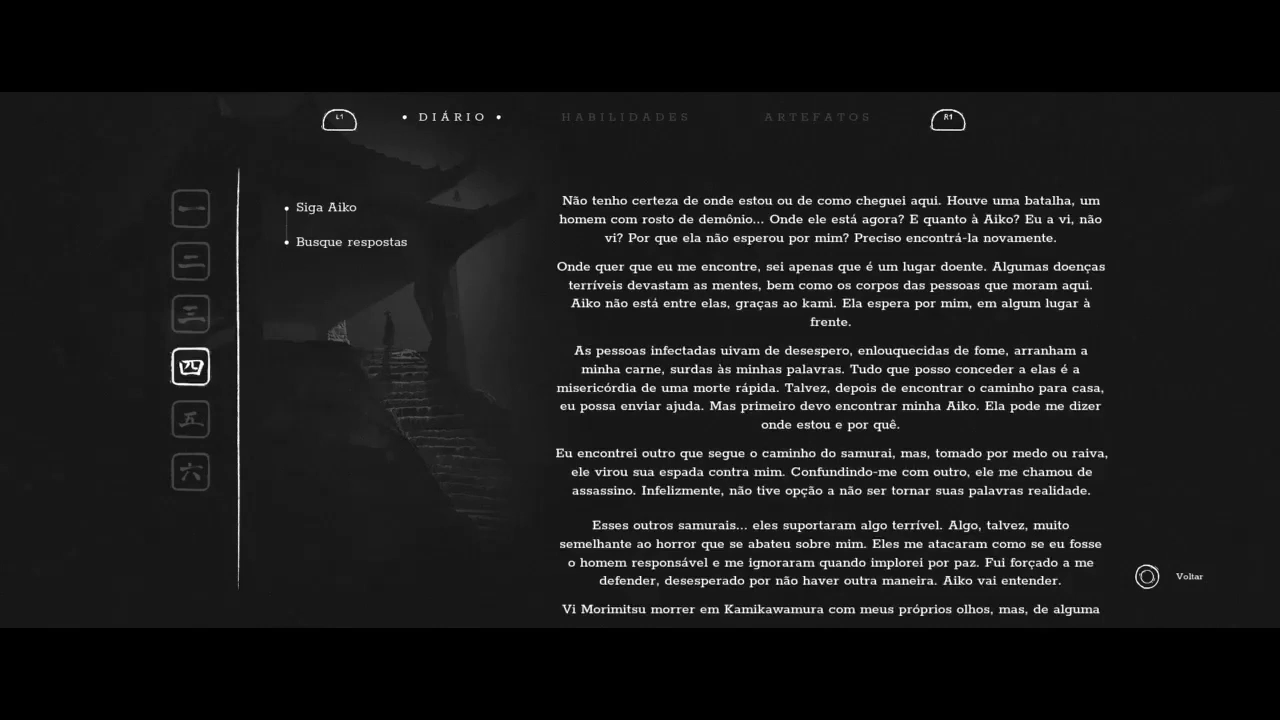 L1
• DIÁRIO •
HABILIDADES
ARTEFATOS
R1
一
二
三
四
五
六
• Siga Aiko
• Busque respostas
Não tenho certeza de onde estou ou de como cheguei aqui. Houve uma batalha, um
homem com rosto de demônio... Onde ele está agora? E quanto à Aiko? Eu a vi, não
vi? Por que ela não esperou por mim? Preciso encontrá-la novamente.
Onde quer que eu me encontre, sei apenas que é um lugar doente. Algumas doenças
terríveis devastam as mentes, bem como os corpos das pessoas que moram aqui.
Aiko não está entre elas, graças ao kami. Ela espera por mim, em algum lugar à
frente.
As pessoas infectadas uivam de desespero, enlouquecidas de fome, arranham a
minha carne, surdas às minhas palavras. Tudo que posso conceder a elas é a
misericórdia de uma morte rápida. Talvez, depois de encontrar o caminho para casa,
eu possa enviar ajuda. Mas primeiro devo encontrar minha Aiko. Ela pode me dizer
onde estou e por quê.
Eu encontrei outro que segue o caminho do samurai, mas, tomado por medo ou raiva,
ele virou sua espada contra mim. Confundindo-me com outro, ele me chamou de
assassino. Infelizmente, não tive opção a não ser tornar suas palavras realidade.
Esses outros samurais... eles suportaram algo terrível. Algo, talvez, muito
semelhante ao horror que se abateu sobre mim. Eles me atacaram como se eu fosse
o homem responsável e me ignoraram quando implorei por paz. Fui forçado a me
defender, desesperado por não haver outra maneira. Aiko vai entender.
Vi Morimitsu morrer em Kamikawamura com meus próprios olhos, mas, de alguma
Voltar